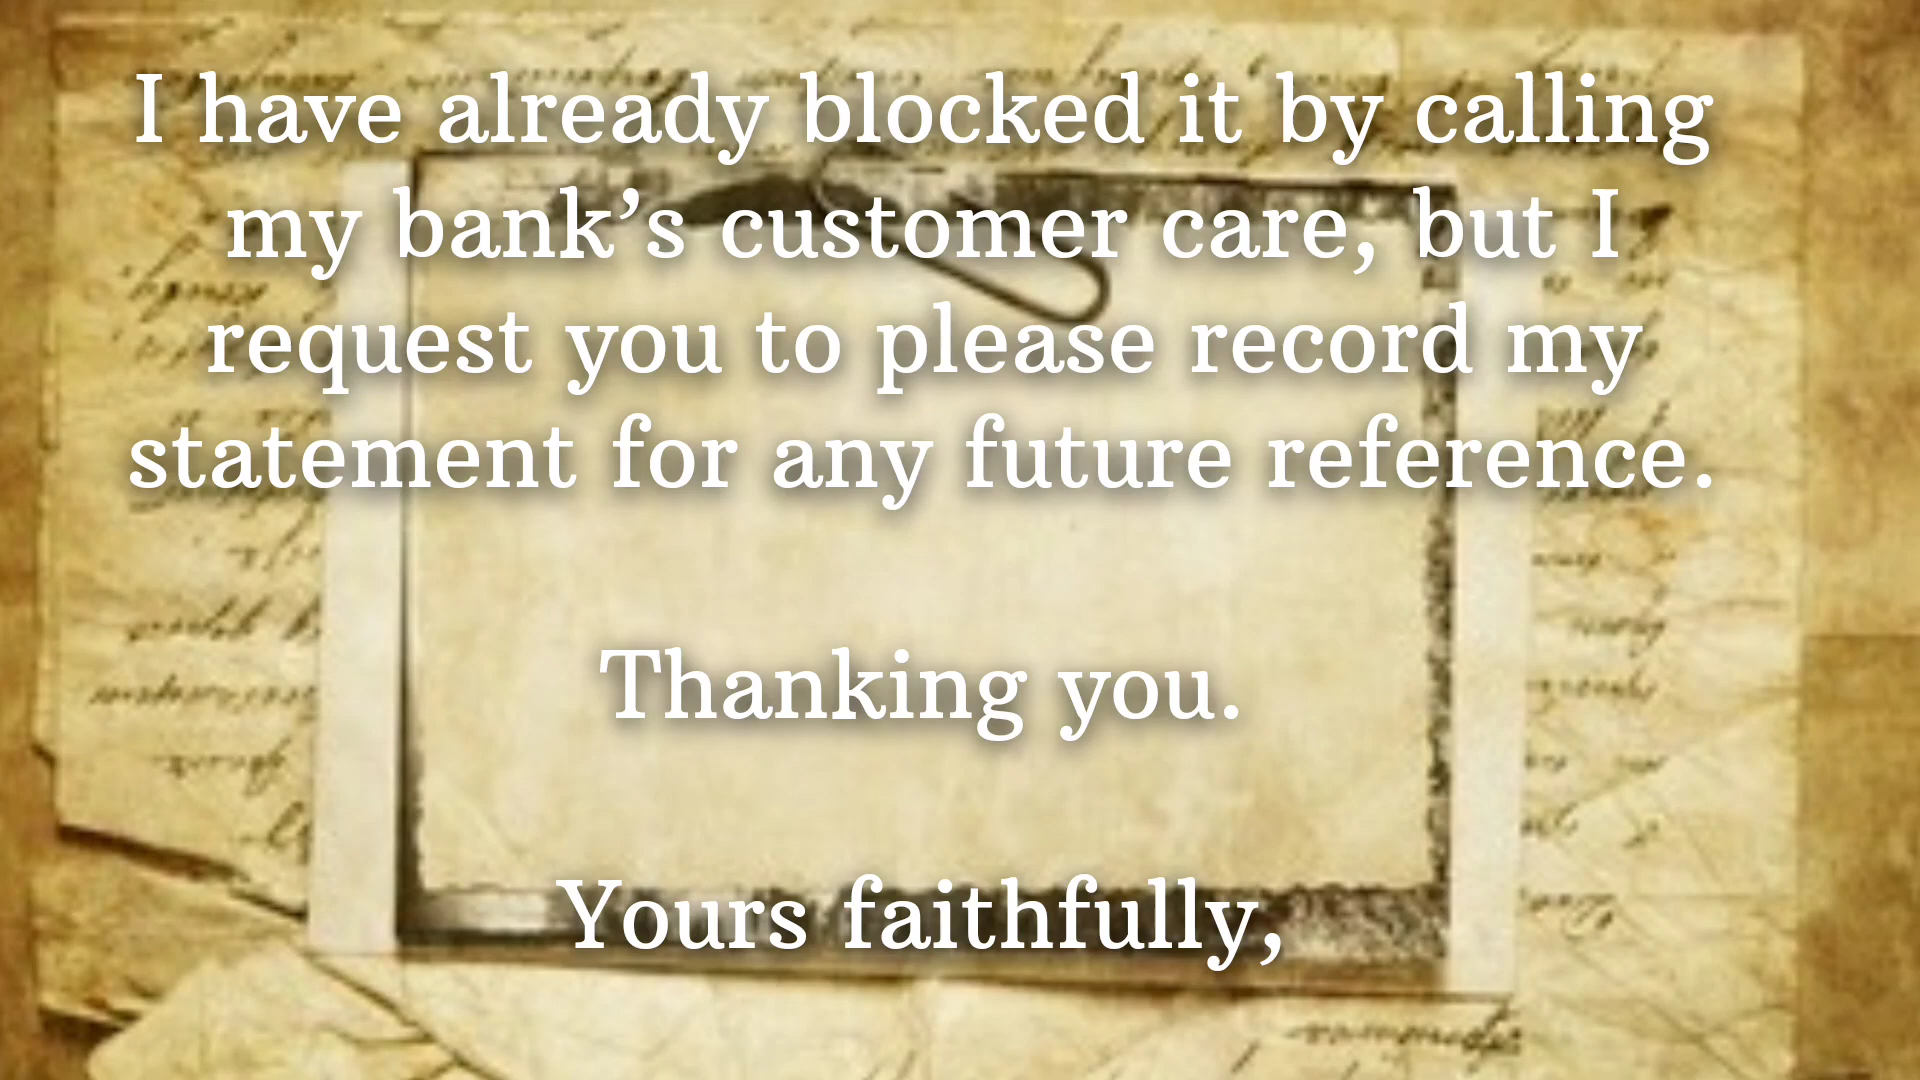 I have already blocked it by calling
my bank’s customer care, but I
request you to please record my
statement for any future reference.
Thanking you.
Yours faithfully,